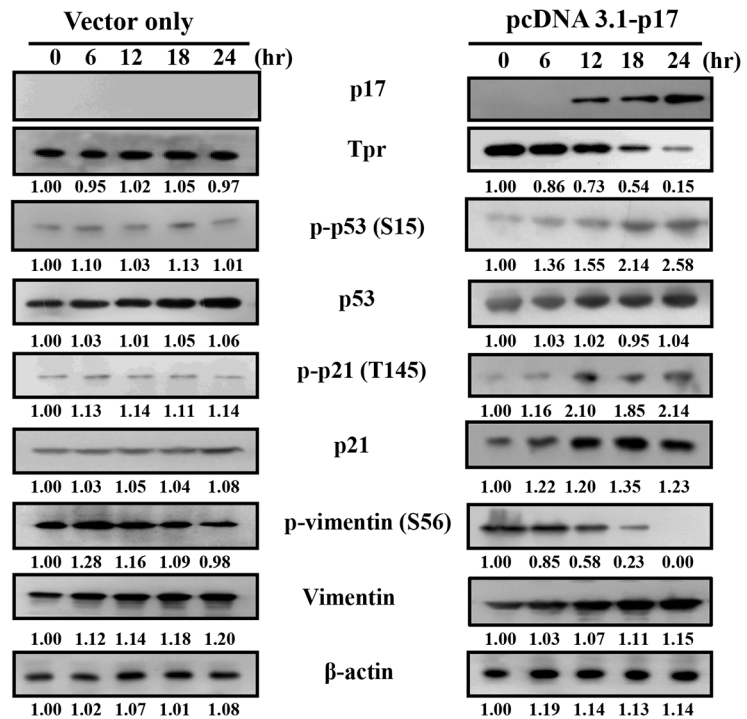 Vector only pcDNA 3.1-p17
0 6 12 18 24 (hr) 0 6 12 18 24 (hr)
p17
Tpr
1.00 0.95 1.02 1.05 0.97 1.00 0.86 0.73 0.54 0.15
p-p53 (S15)
1.00 1.10 1.03 1.13 1.01 1.00 1.36 1.55 2.14 2.58
p53
1.00 1.03 1.01 1.05 1.06 1.00 1.03 1.02 0.95 1.04
p-p21 (T145)
1.00 1.13 1.14 1.11 1.14 1.00 1.16 2.10 1.85 2.14
p21
1.00 1.03 1.05 1.04 1.08 1.00 1.22 1.20 1.35 1.23
p-vimentin (S56)
1.00 1.28 1.16 1.09 0.98 1.00 0.85 0.58 0.23 0.00
Vimentin
1.00 1.12 1.14 1.18 1.20 1.00 1.03 1.07 1.11 1.15
β-actin
1.00 1.02 1.07 1.01 1.08 1.00 1.19 1.14 1.13 1.14